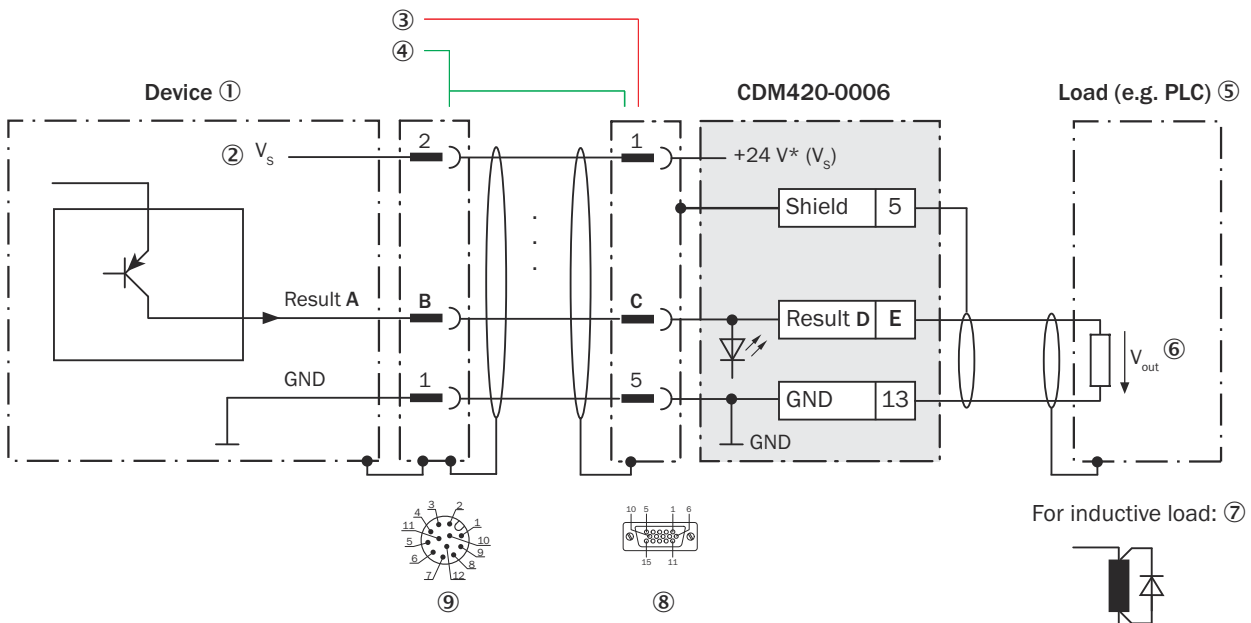 ③
④
Device ①
CDM420-0006
Load (e.g. PLC) ⑤
② Vs
2
1
+24 V* (Vs)
Shield 5
Result A
B
C
Result D E
Vout ⑥
GND
1
5
GND 13
GND
3 2
4 1
11 10
5 9
6 8
7 12
⑨
10 5 1 6
15 11
⑧
For inductive load: ⑦